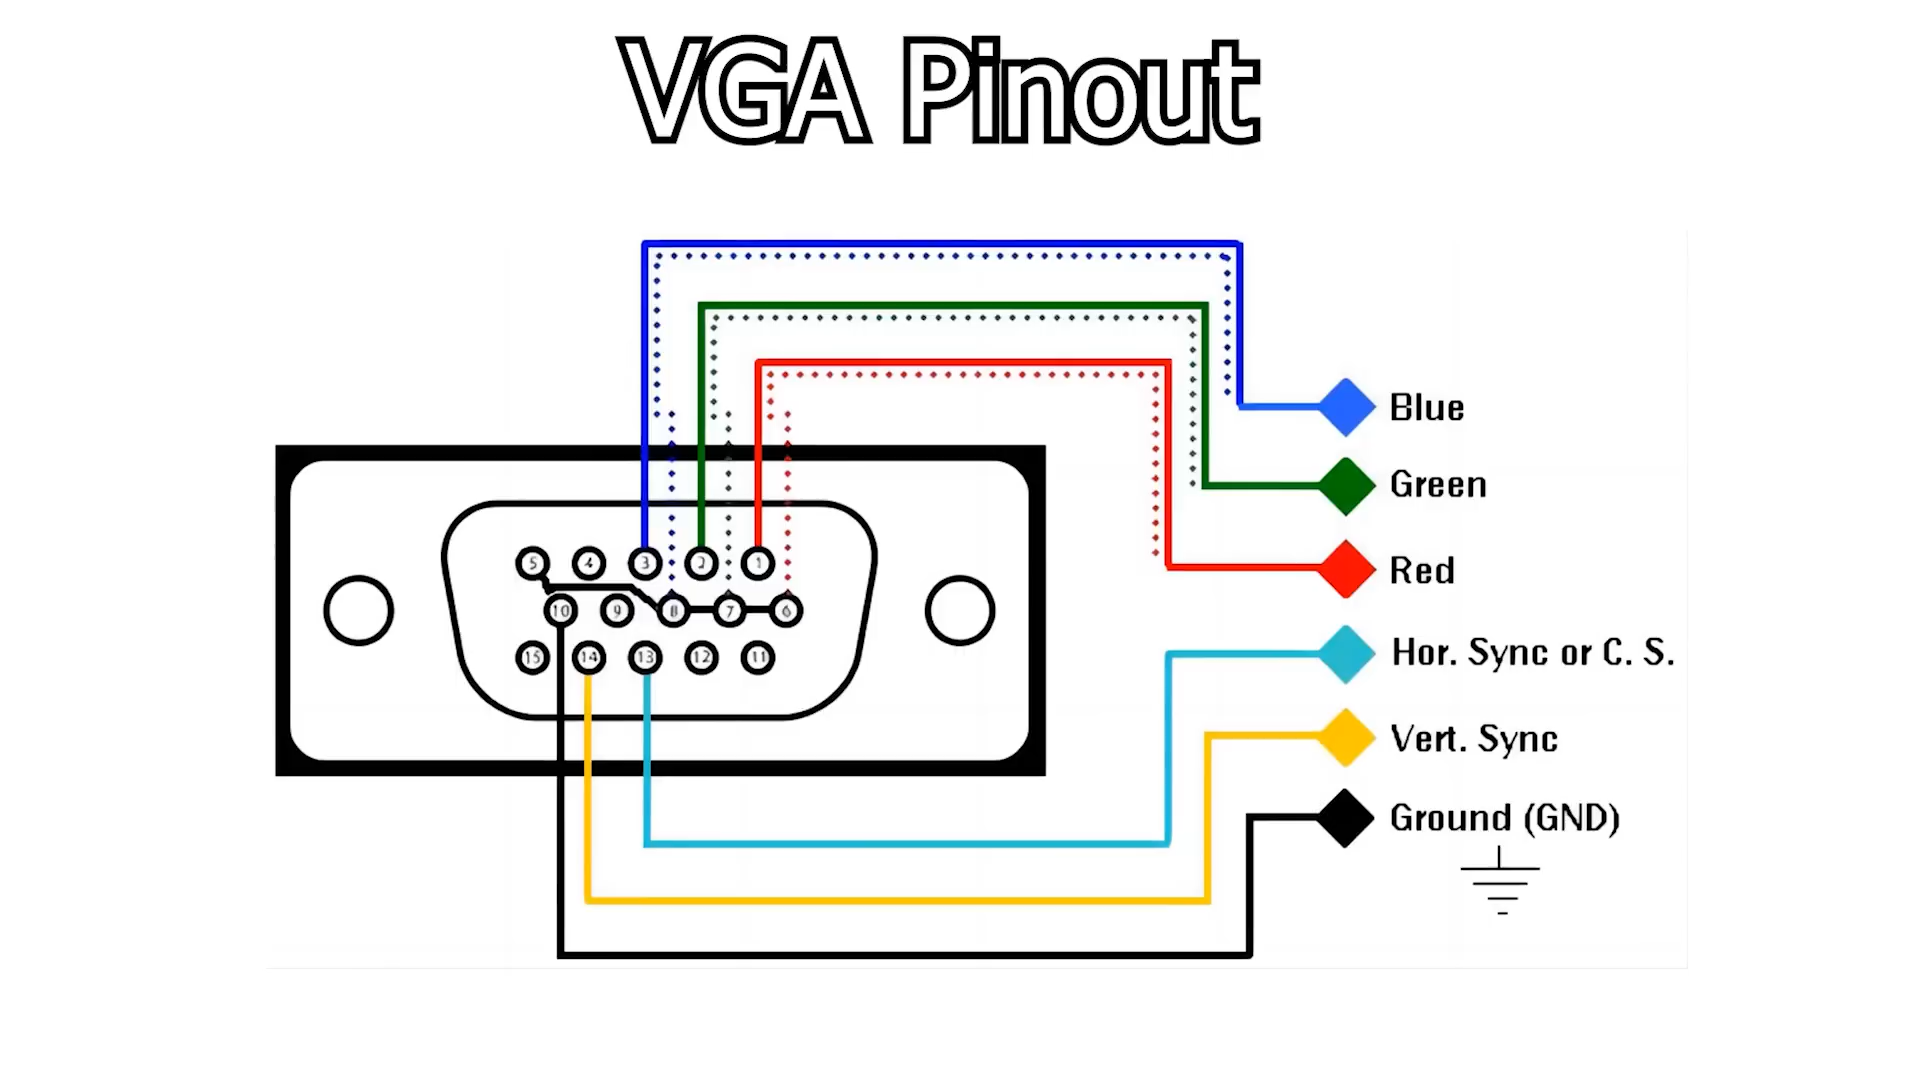 VGA Pinout
Blue
Green
Red
Hor. Sync or C. S.
Vert. Sync
Ground (GND)
5 4 3 2 1
10 9 8 7 6
15 14 13 12 11